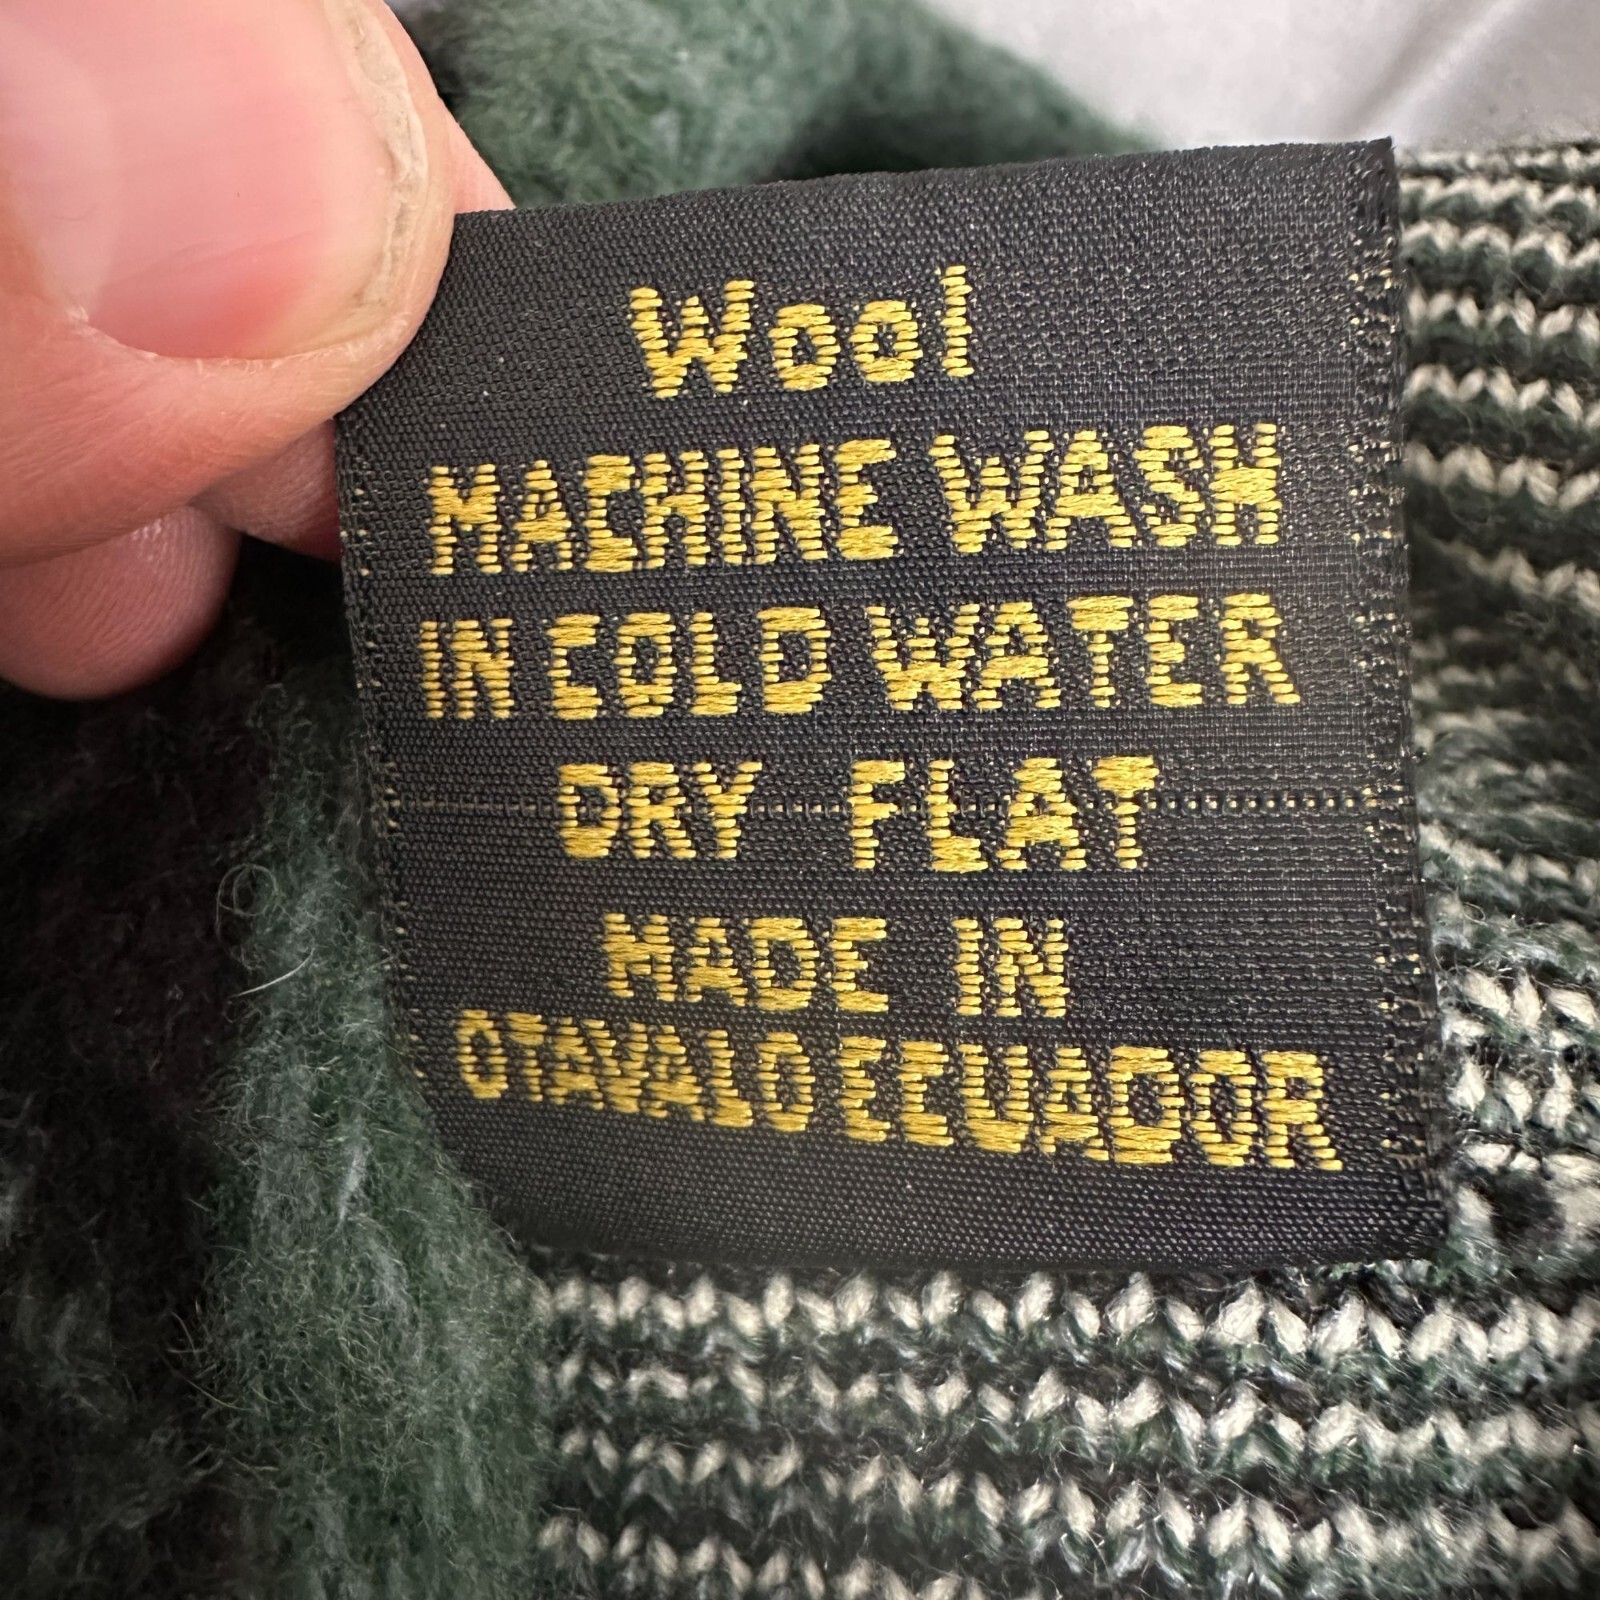 Wool
MACHINE WASH
IN COLD WATER
DRY FLAT
MADE IN
OTAVALO ECUADOR